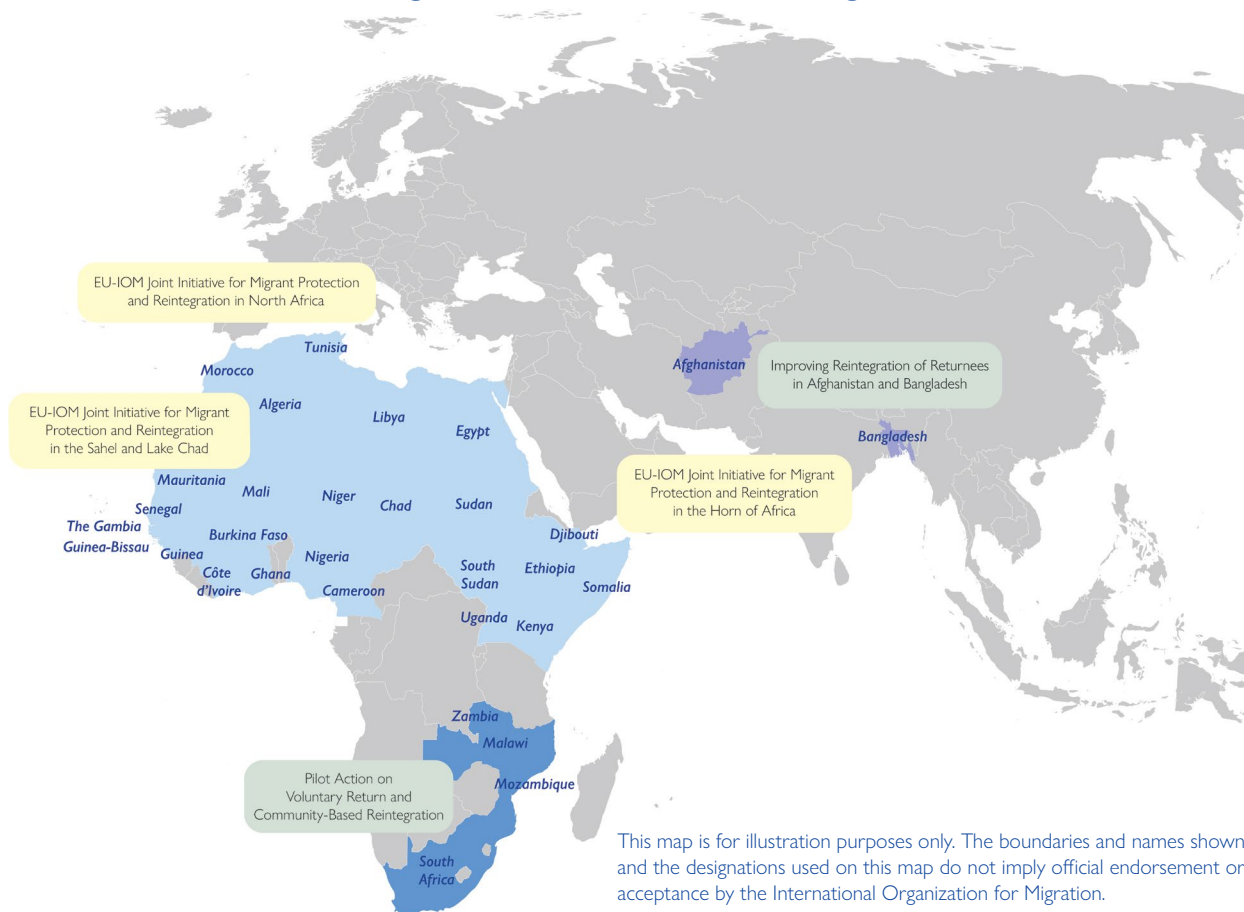 EU-IOM Joint Initiative for Migrant Protection
and Reintegration in North Africa
Tunisia
Morocco
Algeria
Libya
Egypt
Afghanistan
Improving Reintegration of Returnees
in Afghanistan and Bangladesh
Bangladesh
EU-IOM Joint Initiative for Migrant
Protection and Reintegration
in the Sahel and Lake Chad
Mauritania
Mali
Niger
Chad
Sudan
Senegal
The Gambia
Guinea-Bissau
Guinea
Burkina Faso
Côte
d'Ivoire
Ghana
Nigeria
Cameroon
EU-IOM Joint Initiative for Migrant
Protection and Reintegration
in the Horn of Africa
Djibouti
South
Sudan
Ethiopia
Somalia
Uganda
Kenya
Zambia
Malawi
Mozambique
Pilot Action on
Voluntary Return and
Community-Based Reintegration
South
Africa
This map is for illustration purposes only. The boundaries and names shown
and the designations used on this map do not imply official endorsement or
acceptance by the International Organization for Migration.